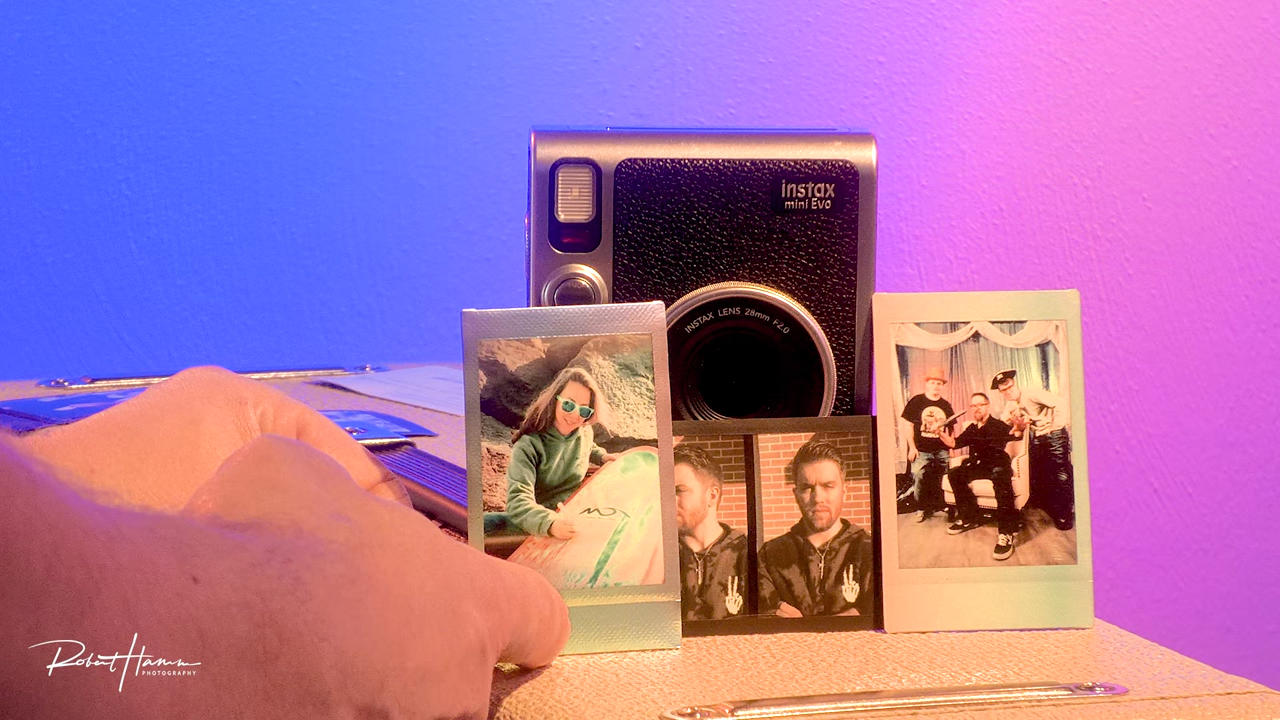 instax
mini Evo
INSTAX LENS 28mm F2.0
Robert Hamm
PHOTOGRAPHY